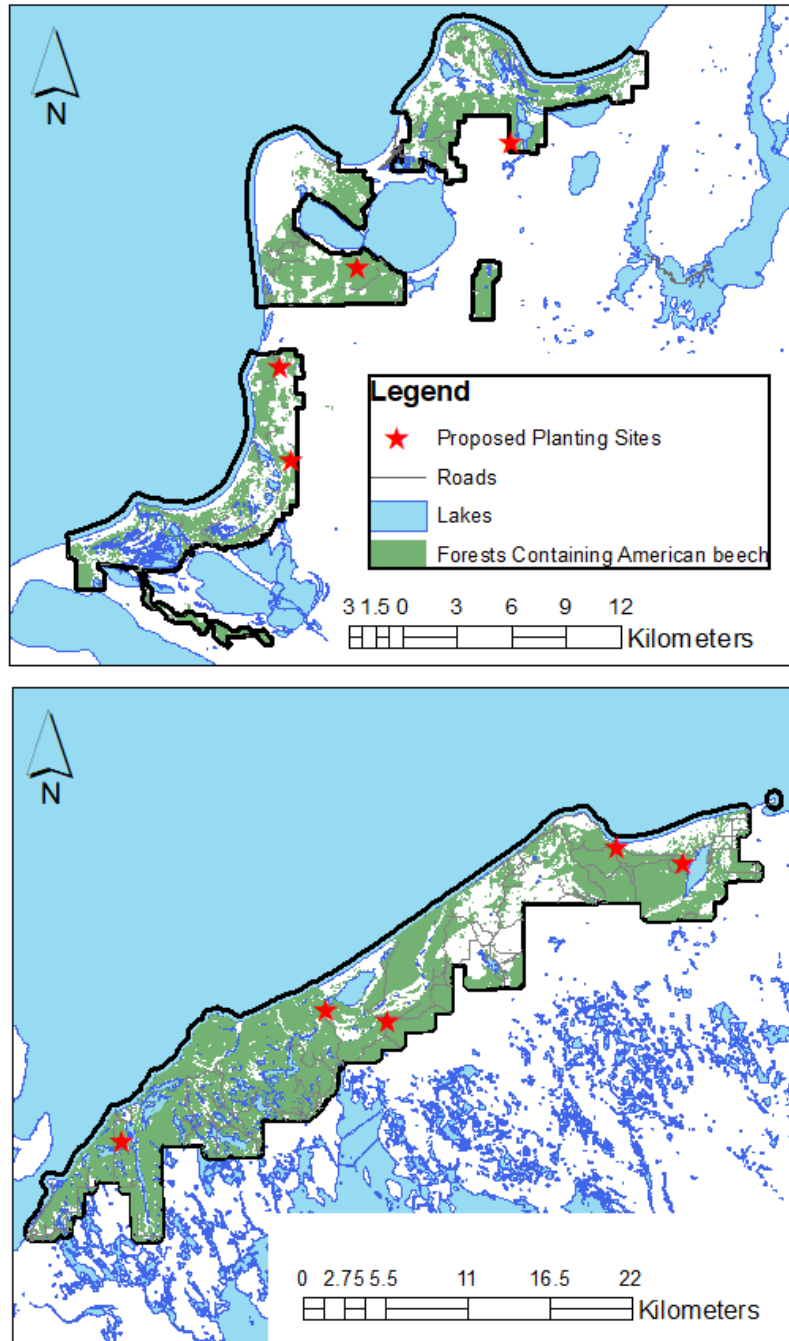 N
Legend
Proposed Planting Sites
Roads
Lakes
Forests Containing American beech
3 1.5 0 3 6 9 12
Kilometers
N
0 2.75 5.5 11 16.5 22
Kilometers